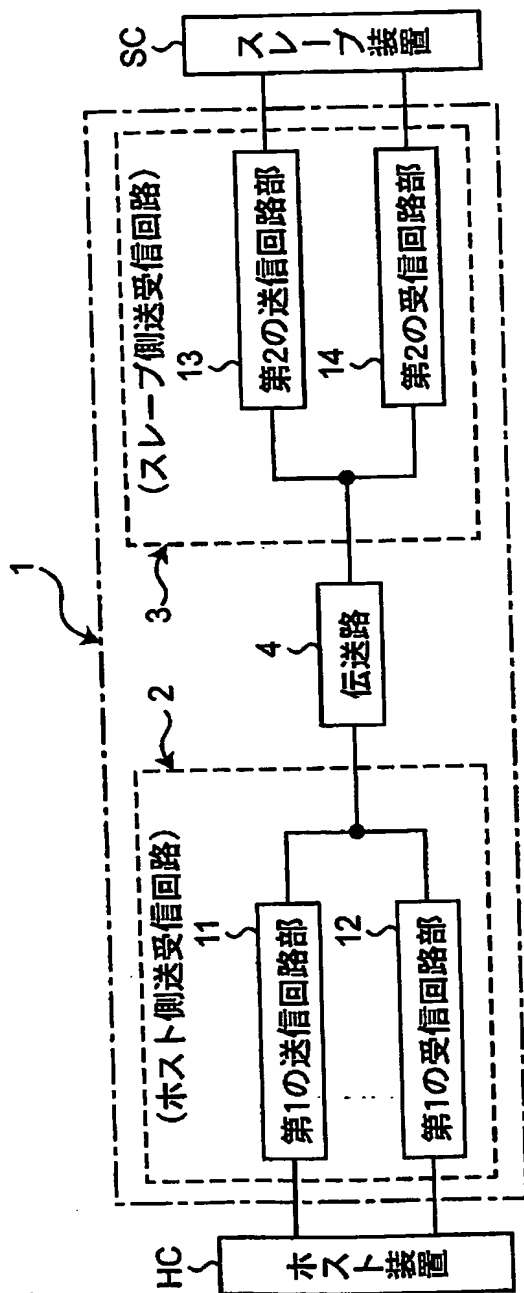 1
2
3
(ホスト側送受信回路)
(スレーブ側送受信回路)
HC
ホスト装置
11
第1の送信回路部
12
第1の受信回路部
4
伝送路
13
第2の送信回路部
14
第2の受信回路部
SC
スレーブ装置